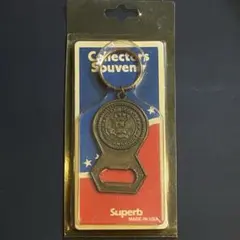 Collectors
Souvenir
Superb
MADE IN USA